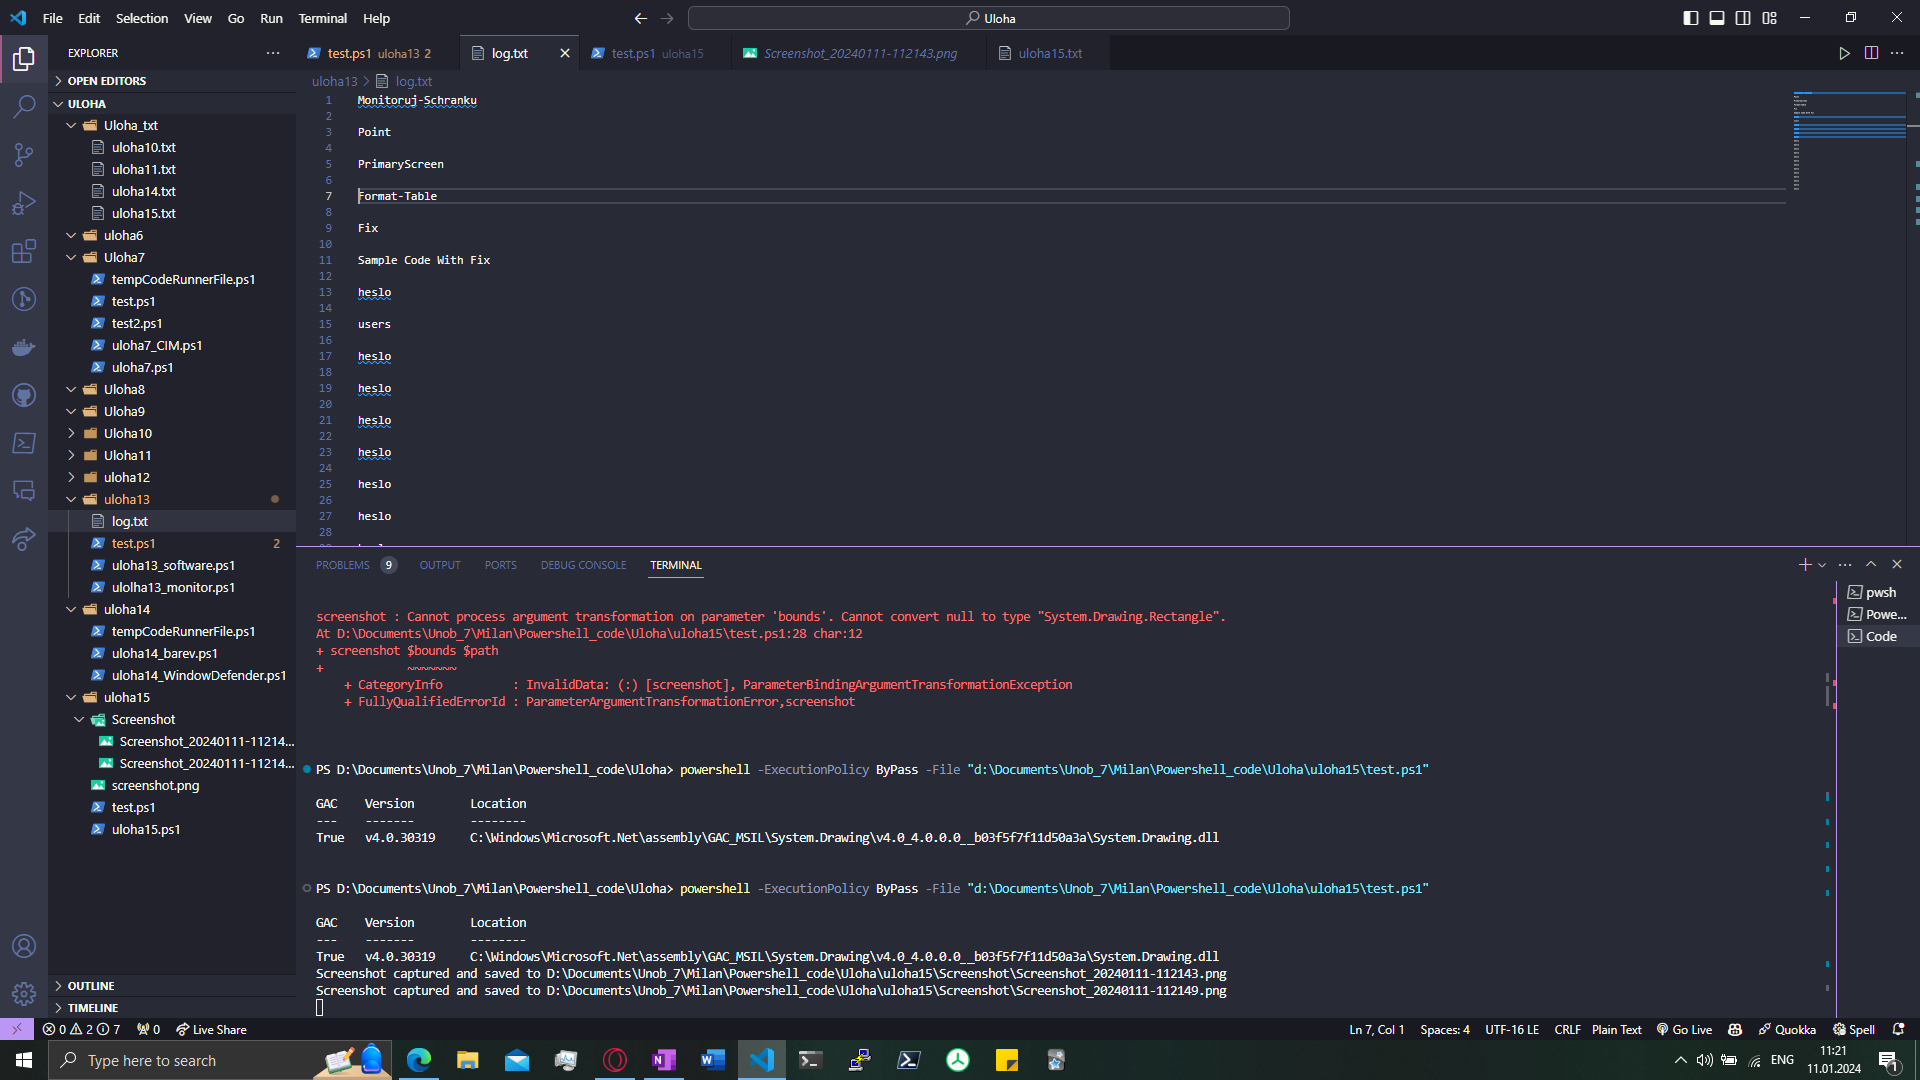 File Edit Selection View Go Run Terminal Help
Uloha
EXPLORER
OPEN EDITORS
ULOHA
Uloha_txt
uloha10.txt
uloha11.txt
uloha14.txt
uloha15.txt
uloha6
Uloha7
tempCodeRunnerFile.ps1
test.ps1
test2.ps1
uloha7_CIM.ps1
uloha7.ps1
Uloha8
Uloha9
Uloha10
Uloha11
uloha12
uloha13
log.txt
test.ps1 2
uloha13_software.ps1
ulolha13_monitor.ps1
uloha14
tempCodeRunnerFile.ps1
uloha14_barev.ps1
uloha14_WindowDefender.ps1
uloha15
Screenshot
Screenshot_20240111-11214...
Screenshot_20240111-11214...
screenshot.png
test.ps1
uloha15.ps1
OUTLINE
TIMELINE
test.ps1 uloha13 2
log.txt
test.ps1 uloha15
Screenshot_20240111-112143.png
uloha15.txt
uloha13 > log.txt
1 Monitoruj-Schranku
2
3 Point
4
5 PrimaryScreen
6
7 Format-Table
8
9 Fix
10
11 Sample Code With Fix
12
13 heslo
14
15 users
16
17 heslo
18
19 heslo
20
21 heslo
22
23 heslo
24
25 heslo
26
27 heslo
28
PROBLEMS 9 OUTPUT PORTS DEBUG CONSOLE TERMINAL
screenshot : Cannot process argument transformation on parameter 'bounds'. Cannot convert null to type "System.Drawing.Rectangle".
At D:\Documents\Unob_7\Milan\Powershell_code\Uloha\uloha15\test.ps1:28 char:12
+ screenshot $bounds $path
+ ~~~~~~~
+ CategoryInfo : InvalidData: (:) [screenshot], ParameterBindingArgumentTransformationException
+ FullyQualifiedErrorId : ParameterArgumentTransformationError,screenshot
PS D:\Documents\Unob_7\Milan\Powershell_code\Uloha> powershell -ExecutionPolicy ByPass -File "d:\Documents\Unob_7\Milan\Powershell_code\Uloha\uloha15\test.ps1"
GAC Version Location
--- ------- --------
True v4.0.30319 C:\Windows\Microsoft.Net\assembly\GAC_MSIL\System.Drawing\v4.0_4.0.0.0__b03f5f7f11d50a3a\System.Drawing.dll
PS D:\Documents\Unob_7\Milan\Powershell_code\Uloha> powershell -ExecutionPolicy ByPass -File "d:\Documents\Unob_7\Milan\Powershell_code\Uloha\uloha15\test.ps1"
GAC Version Location
--- ------- --------
True v4.0.30319 C:\Windows\Microsoft.Net\assembly\GAC_MSIL\System.Drawing\v4.0_4.0.0.0__b03f5f7f11d50a3a\System.Drawing.dll
Screenshot captured and saved to D:\Documents\Unob_7\Milan\Powershell_code\Uloha\uloha15\Screenshot\Screenshot_20240111-112143.png
Screenshot captured and saved to D:\Documents\Unob_7\Milan\Powershell_code\Uloha\uloha15\Screenshot\Screenshot_20240111-112149.png
pwsh
Powe...
Code
0 2 7 0 Live Share
Ln 7, Col 1 Spaces: 4 UTF-16 LE CRLF Plain Text Go Live Quokka Spell
Type here to search
ENG
11:21
11.01.2024
1